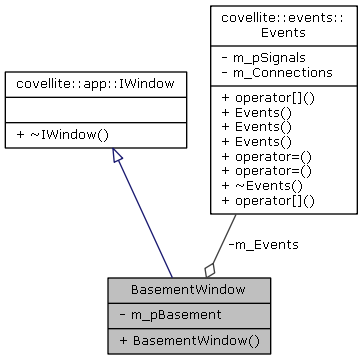 covellite::events::
Events
- m_pSignals
- m_Connections
+ operator[]()
+ Events()
+ Events()
+ Events()
+ operator=()
+ operator=()
+ ~Events()
+ operator[]()
covellite::app::IWindow
+ ~IWindow()
-m_Events
BasementWindow
- m_pBasement
+ BasementWindow()